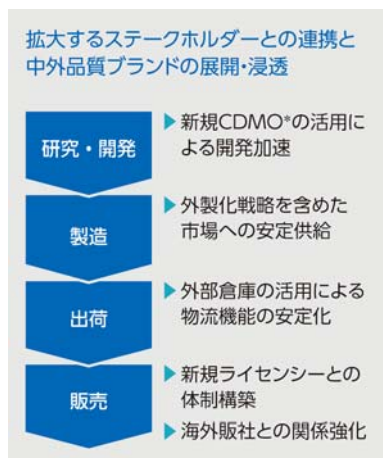 拡大するステークホルダーとの連携と
中外品質ブランドの展開・浸透
研究・開発
▶新規CDMO*の活用に
よる開発加速
製造
▶外製化戦略を含めた
市場への安定供給
出荷
▶外部倉庫の活用による
物流機能の安定化
販売
▶新規ライセンシーとの
体制構築
▶海外販社との関係強化